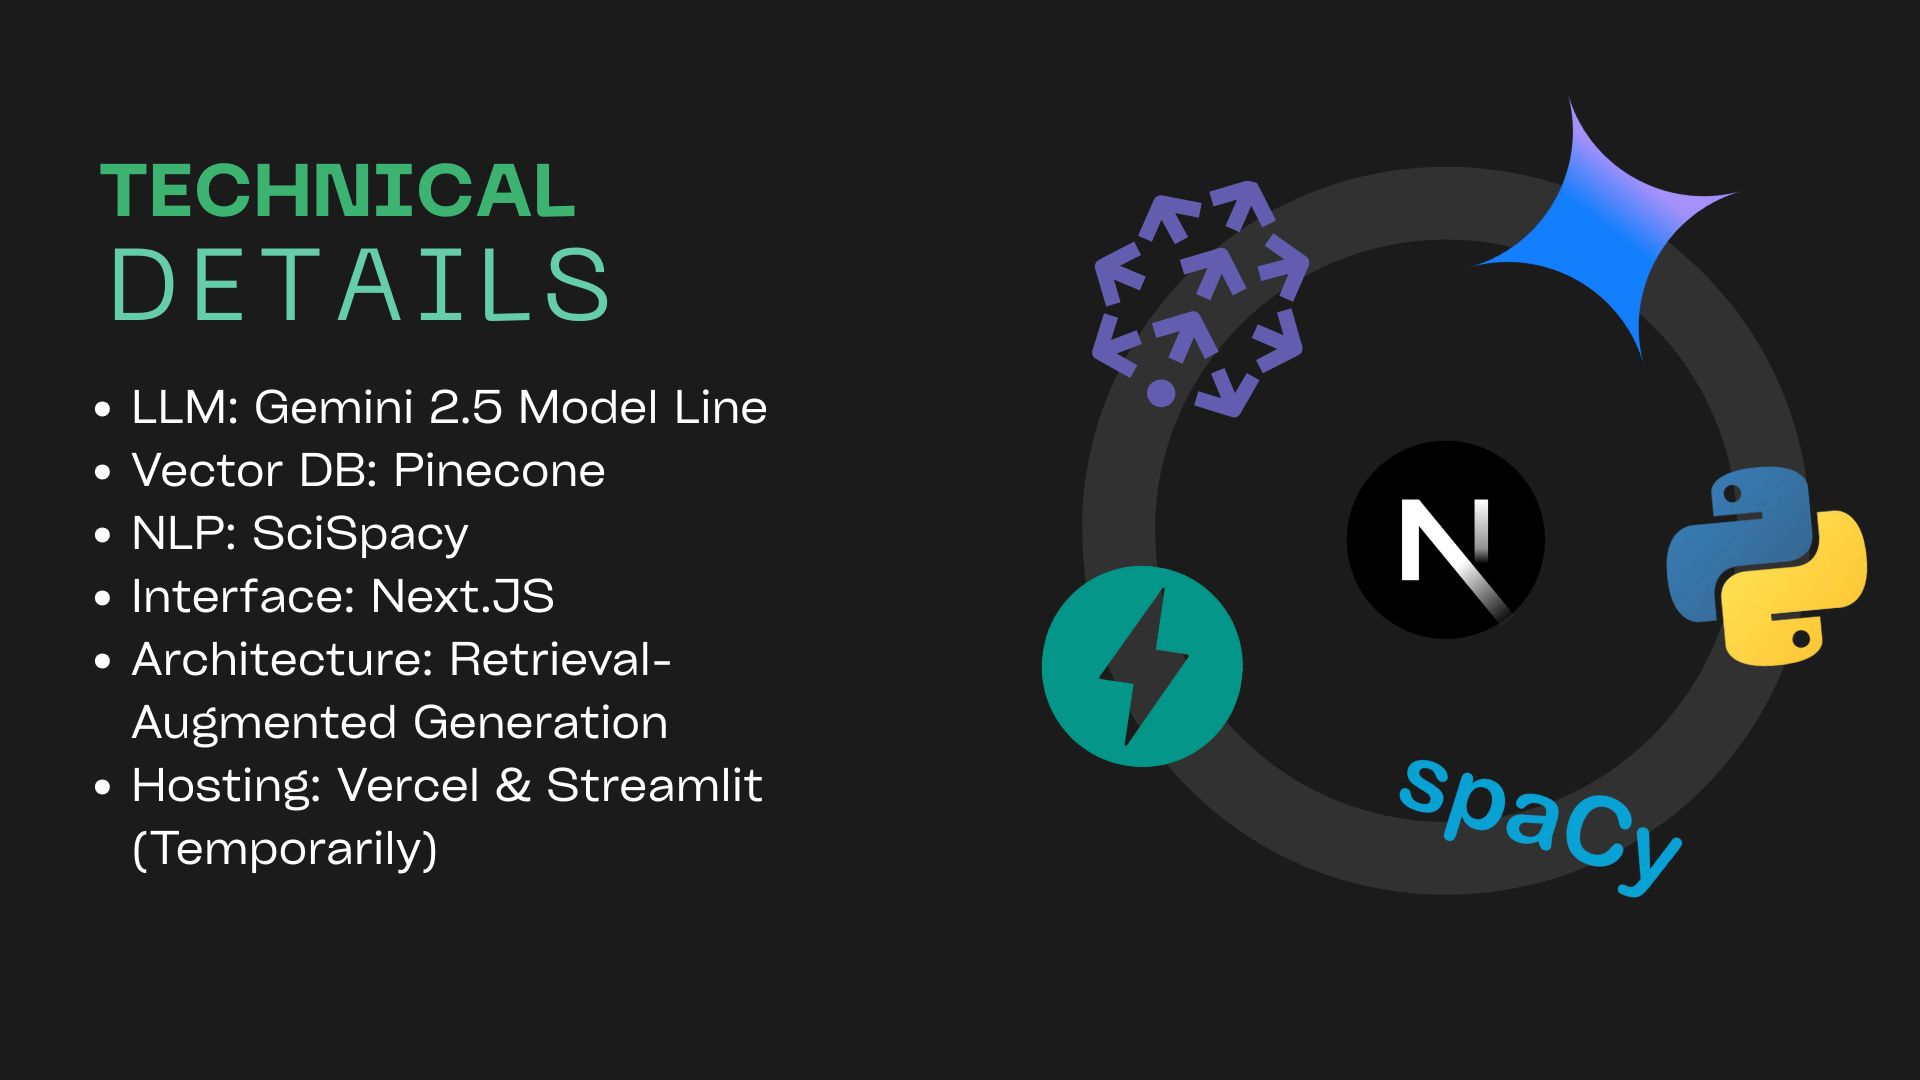 TECHNICAL
DETAILS
• LLM: Gemini 2.5 Model Line
• Vector DB: Pinecone
• NLP: SciSpacy
• Interface: Next.JS
• Architecture: Retrieval-
Augmented Generation
• Hosting: Vercel & Streamlit
(Temporarily)
N
spaCy